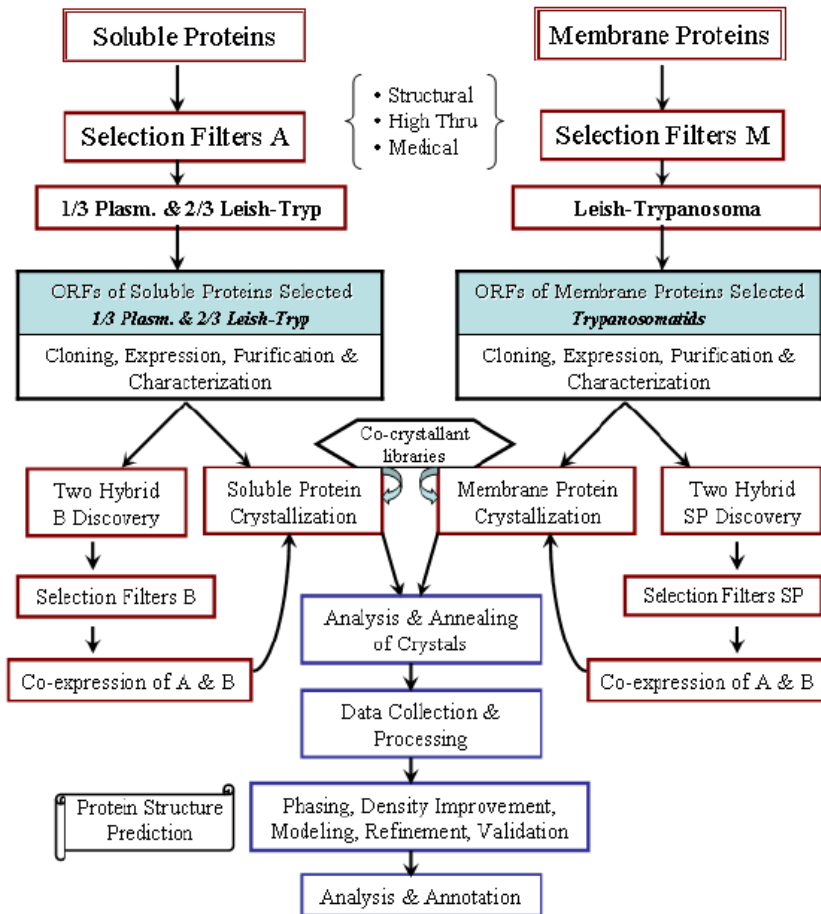 Soluble Proteins
Membrane Proteins
• Structural
• High Thru
• Medical
Selection Filters A
Selection Filters M
1/3 Plasm. & 2/3 Leish-Tryp
Leish-Trypanosoma
ORFs of Soluble Proteins Selected
1/3 Plasm. & 2/3 Leish-Tryp
Cloning, Expression, Purification &
Characterization
ORFs of Membrane Proteins Selected
Trypanosomatids
Cloning, Expression, Purification &
Characterization
Co-crystallant
libraries
Two Hybrid
B Discovery
Soluble Protein
Crystallization
Membrane Protein
Crystallization
Two Hybrid
SP Discovery
Selection Filters B
Selection Filters SP
Analysis & Annealing
of Crystals
Co-expression of A & B
Co-expression of A & B
Data Collection &
Processing
Protein Structure
Prediction
Phasing, Density Improvement,
Modeling, Refinement, Validation
Analysis & Annotation